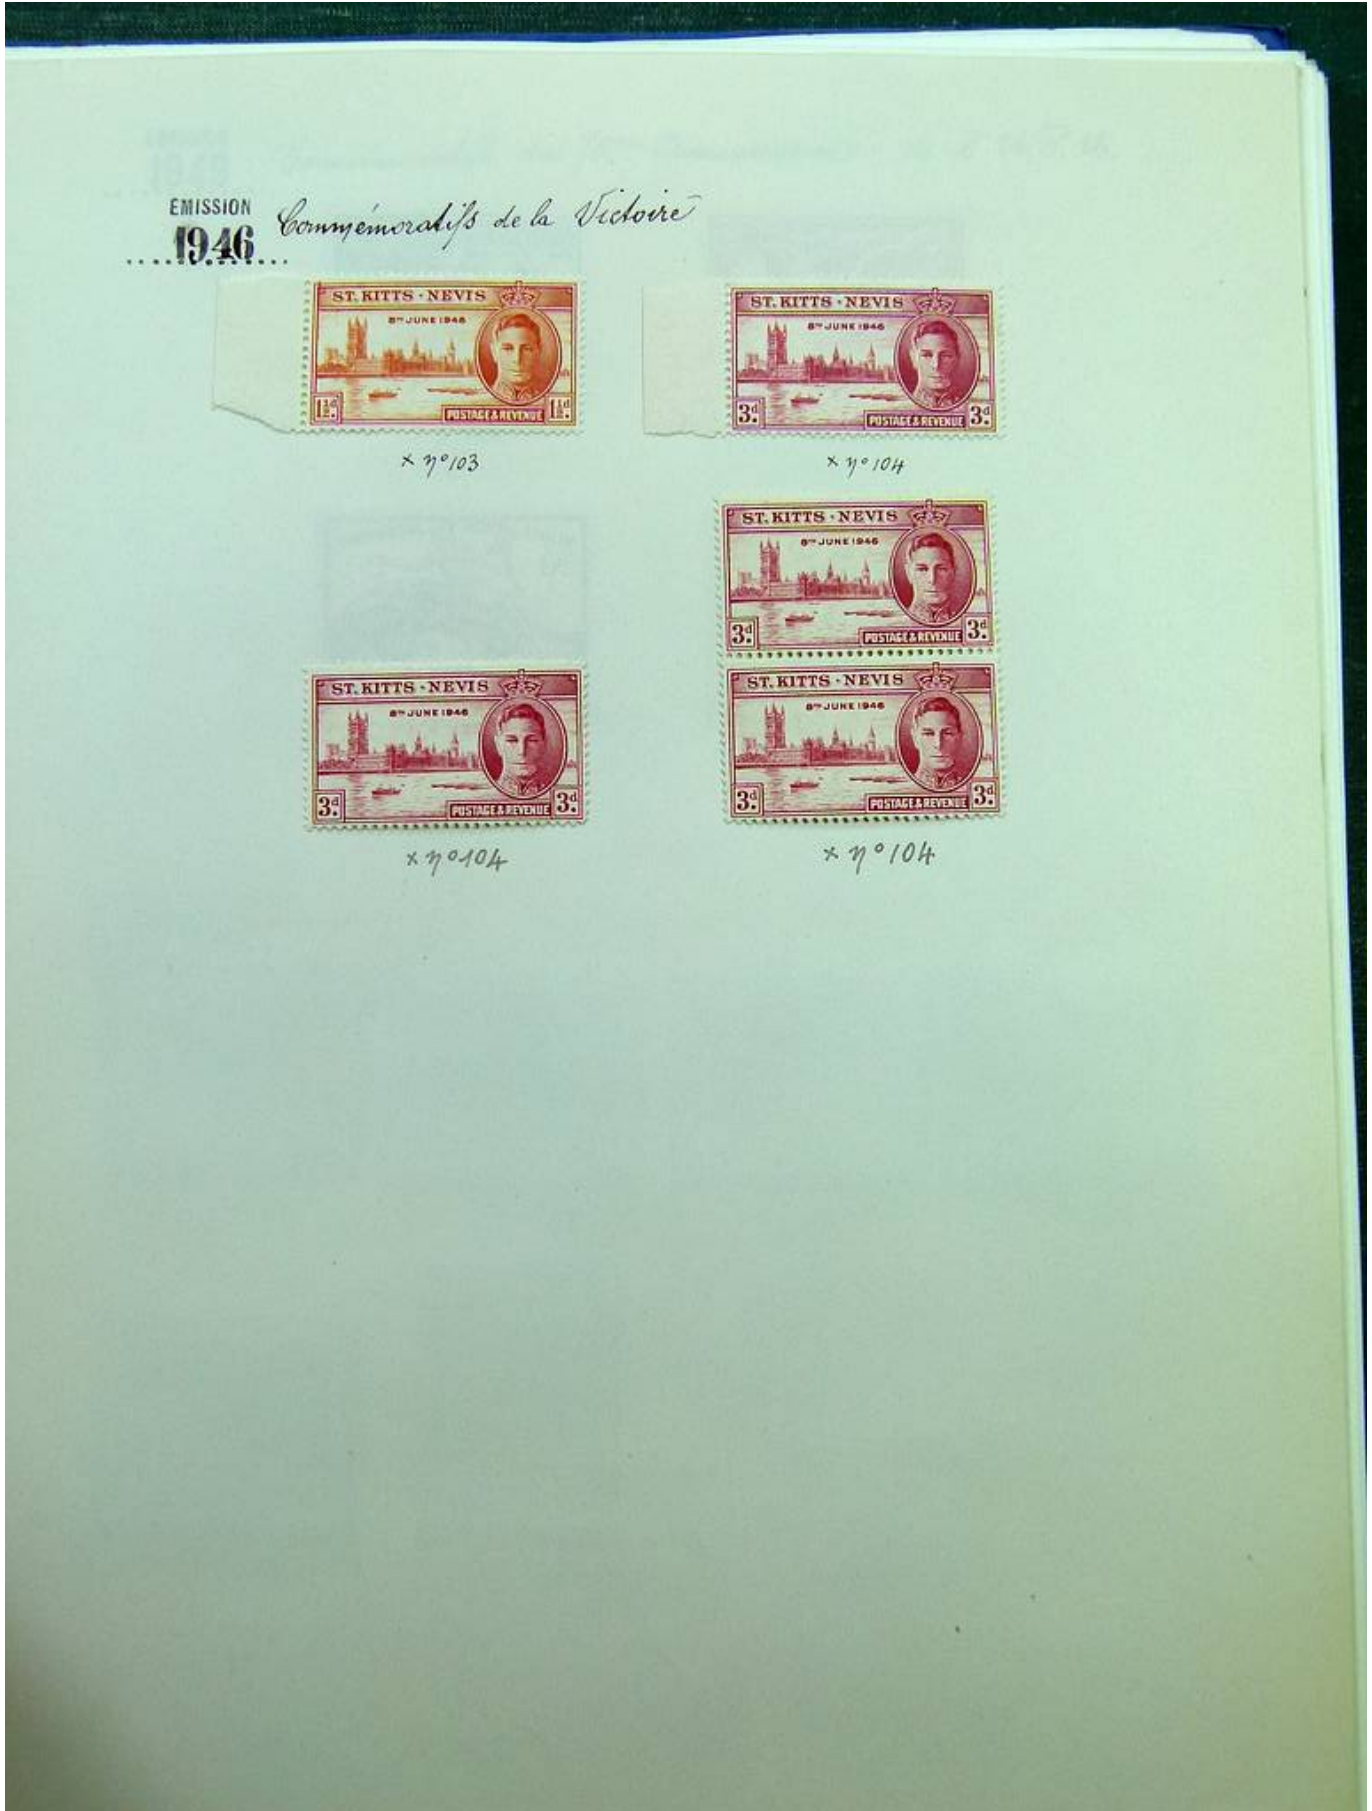 ÉMISSION
1946
Commémoratifs de la Victoire
ST. KITTS · NEVIS
8TH JUNE 1946
1½d.
POSTAGE & REVENUE
1½d.
ST. KITTS · NEVIS
8TH JUNE 1946
3d.
POSTAGE & REVENUE
3d.
x n° 103
x n° 104
ST. KITTS · NEVIS
8TH JUNE 1946
3d.
POSTAGE & REVENUE
3d.
ST. KITTS · NEVIS
8TH JUNE 1946
3d.
POSTAGE & REVENUE
3d.
ST. KITTS · NEVIS
8TH JUNE 1946
3d.
POSTAGE & REVENUE
3d.
x n° 104
x n° 104